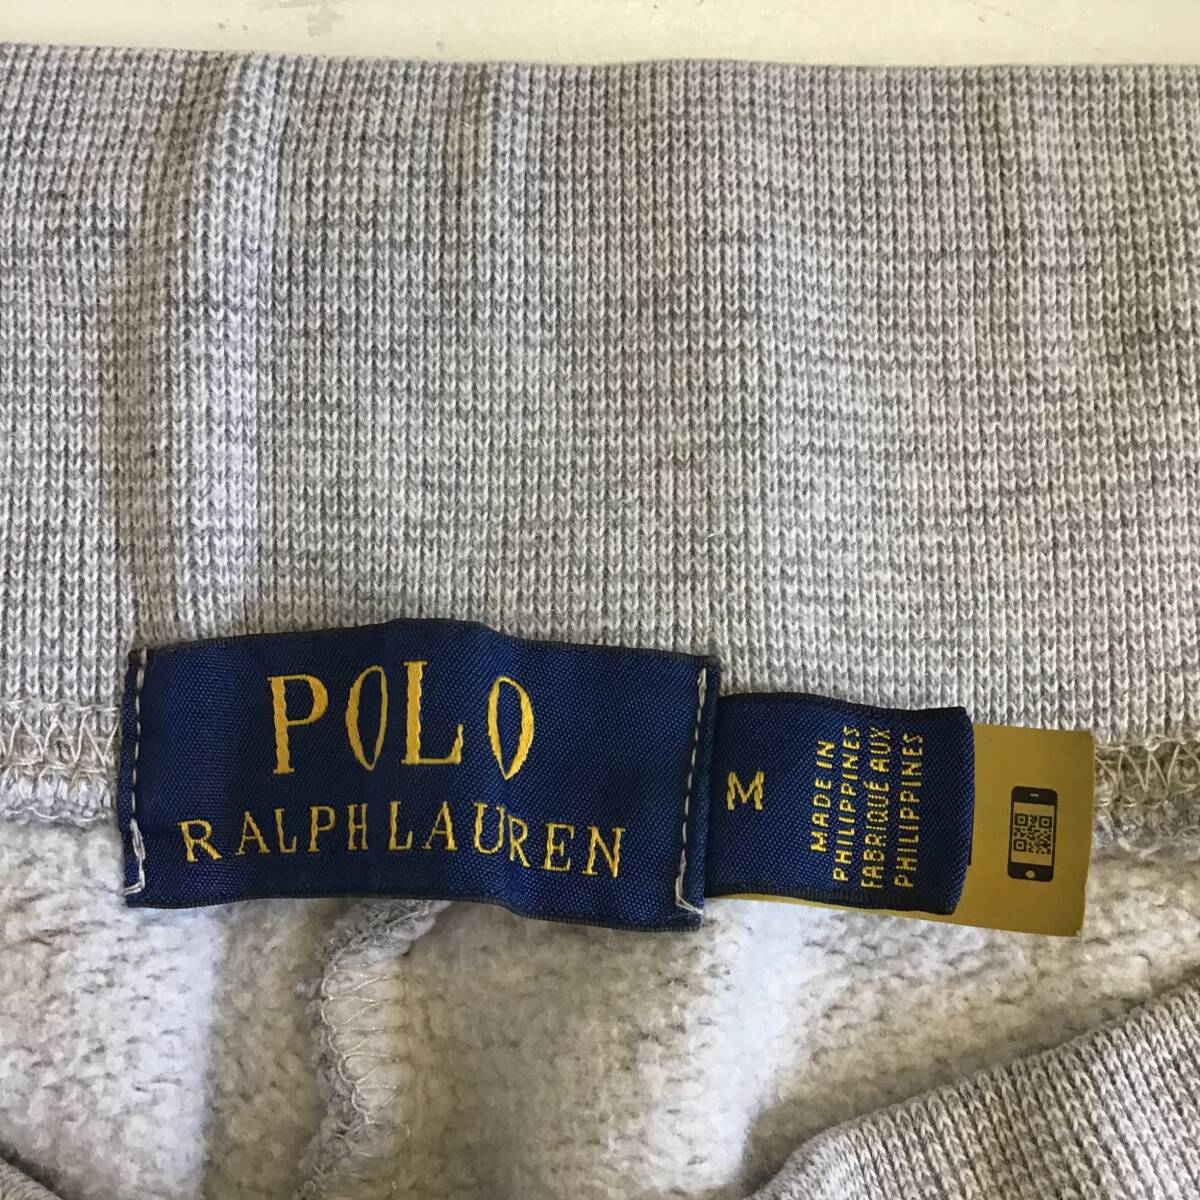 POLO
RALPH LAUREN
M
MADE IN
PHILIPPINES
FABRIQUÉ AUX
PHILIPPINES